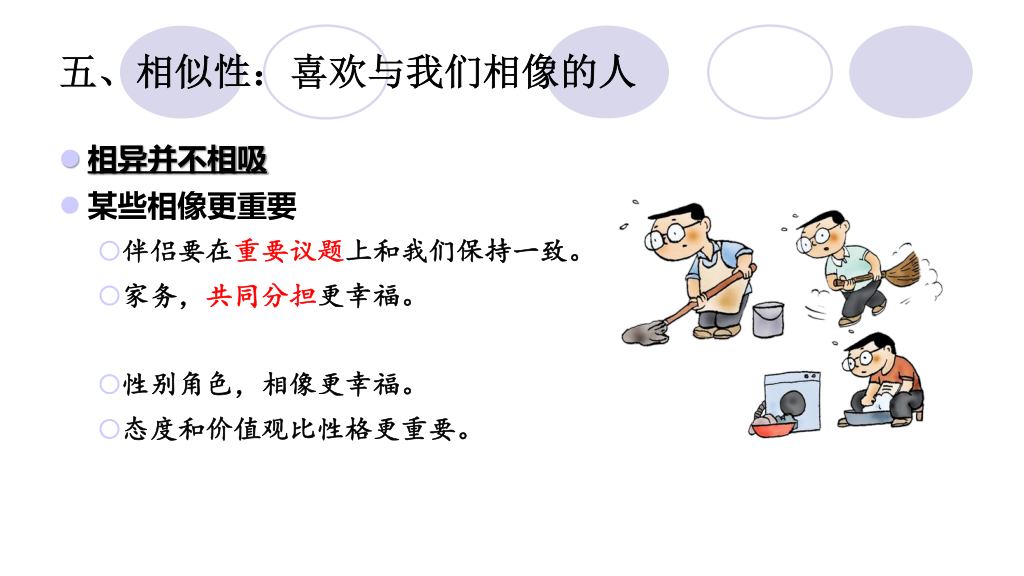 五、相似性：喜欢与我们相像的人
相异并不相吸
某些相像更重要
伴侣要在重要议题上和我们保持一致。
家务，共同分担更幸福。
性别角色，相像更幸福。
态度和价值观比性格更重要。